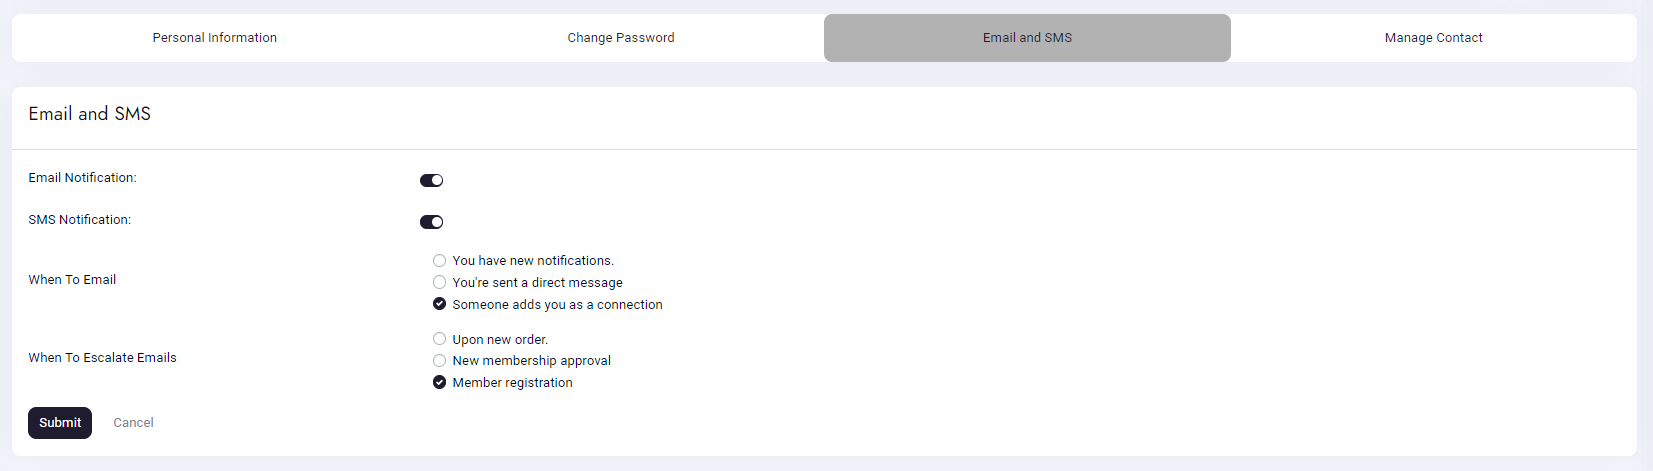 Personal Information
Change Password
Email and SMS
Manage Contact
Email and SMS
Email Notification:
SMS Notification:
When To Email
You have new notifications.
You're sent a direct message
Someone adds you as a connection
When To Escalate Emails
Upon new order.
New membership approval
Member registration
Submit
Cancel